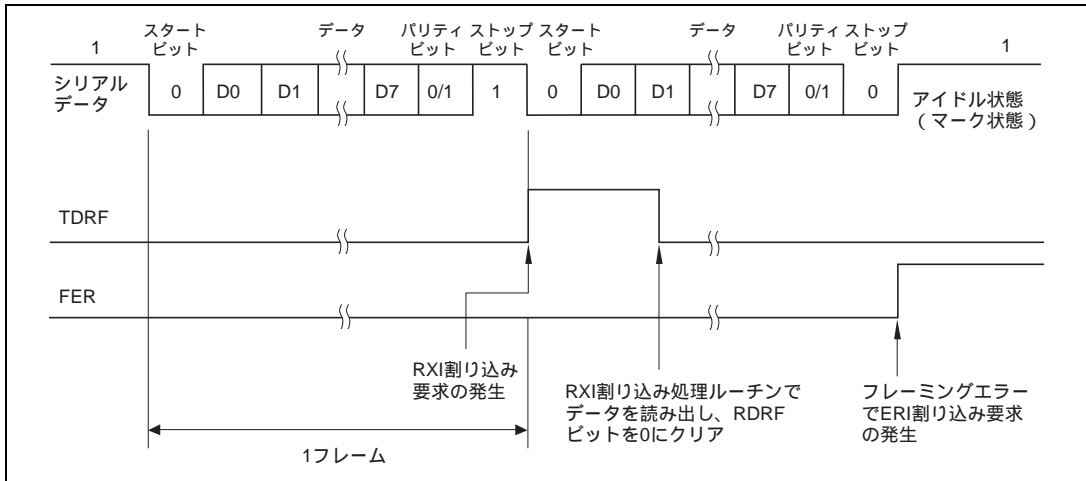 1
スタート
ビット
データ
パリティ
ビット
ストップ
ビット
スタート
ビット
データ
パリティ
ビット
ストップ
ビット
1
シリアル
データ
0
D0
D1
D7
0/1
1
0
D0
D1
D7
0/1
0
アイドル状態
(マーク状態)
TDRF
FER
RXI割り込み
要求の発生
RXI割り込み処理ルーチンで
データを読み出し、RDRF
ビットを0にクリア
フレーミングエラー
でERI割り込み要求
の発生
1フレーム